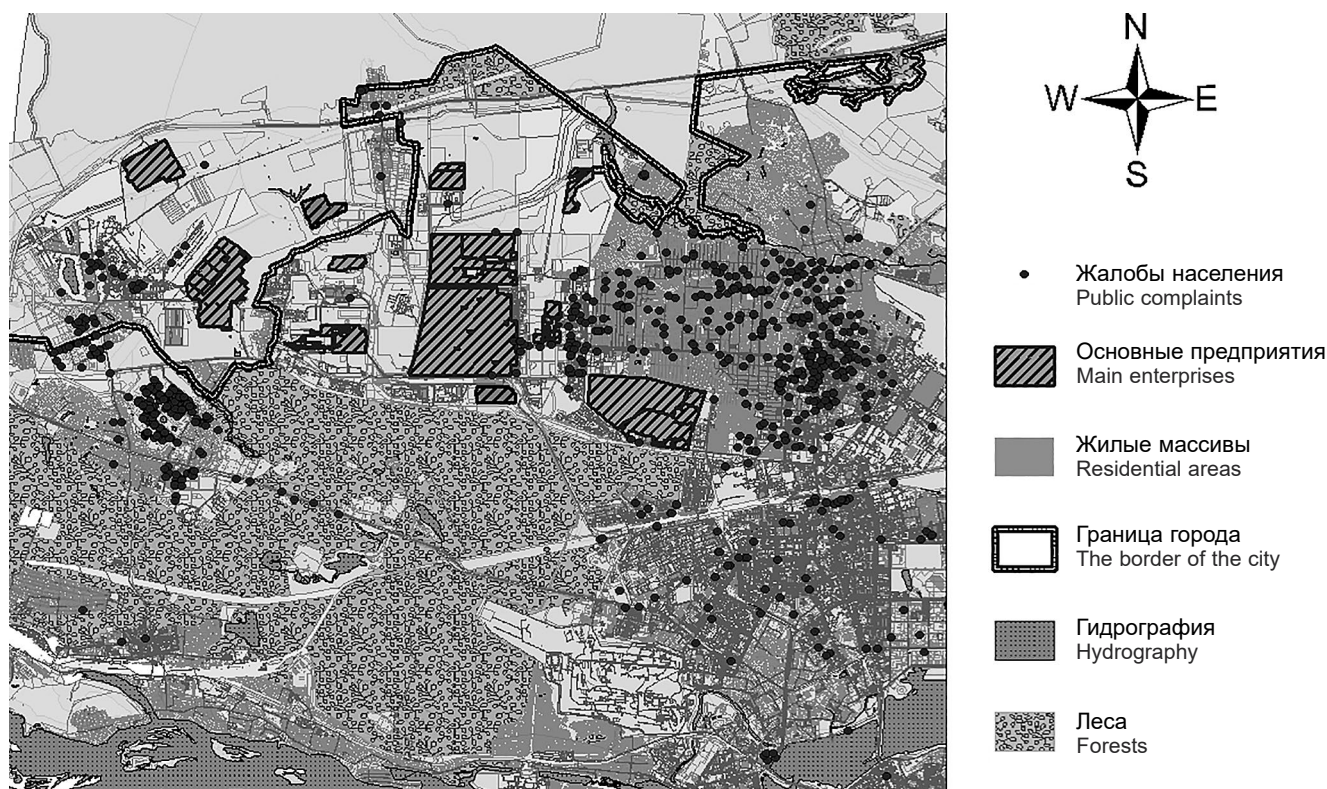 N
W E
S
Жалобы населения
Public complaints
Основные предприятия
Main enterprises
Жилые массивы
Residential areas
Граница города
The border of the city
Гидрография
Hydrography
Леса
Forests